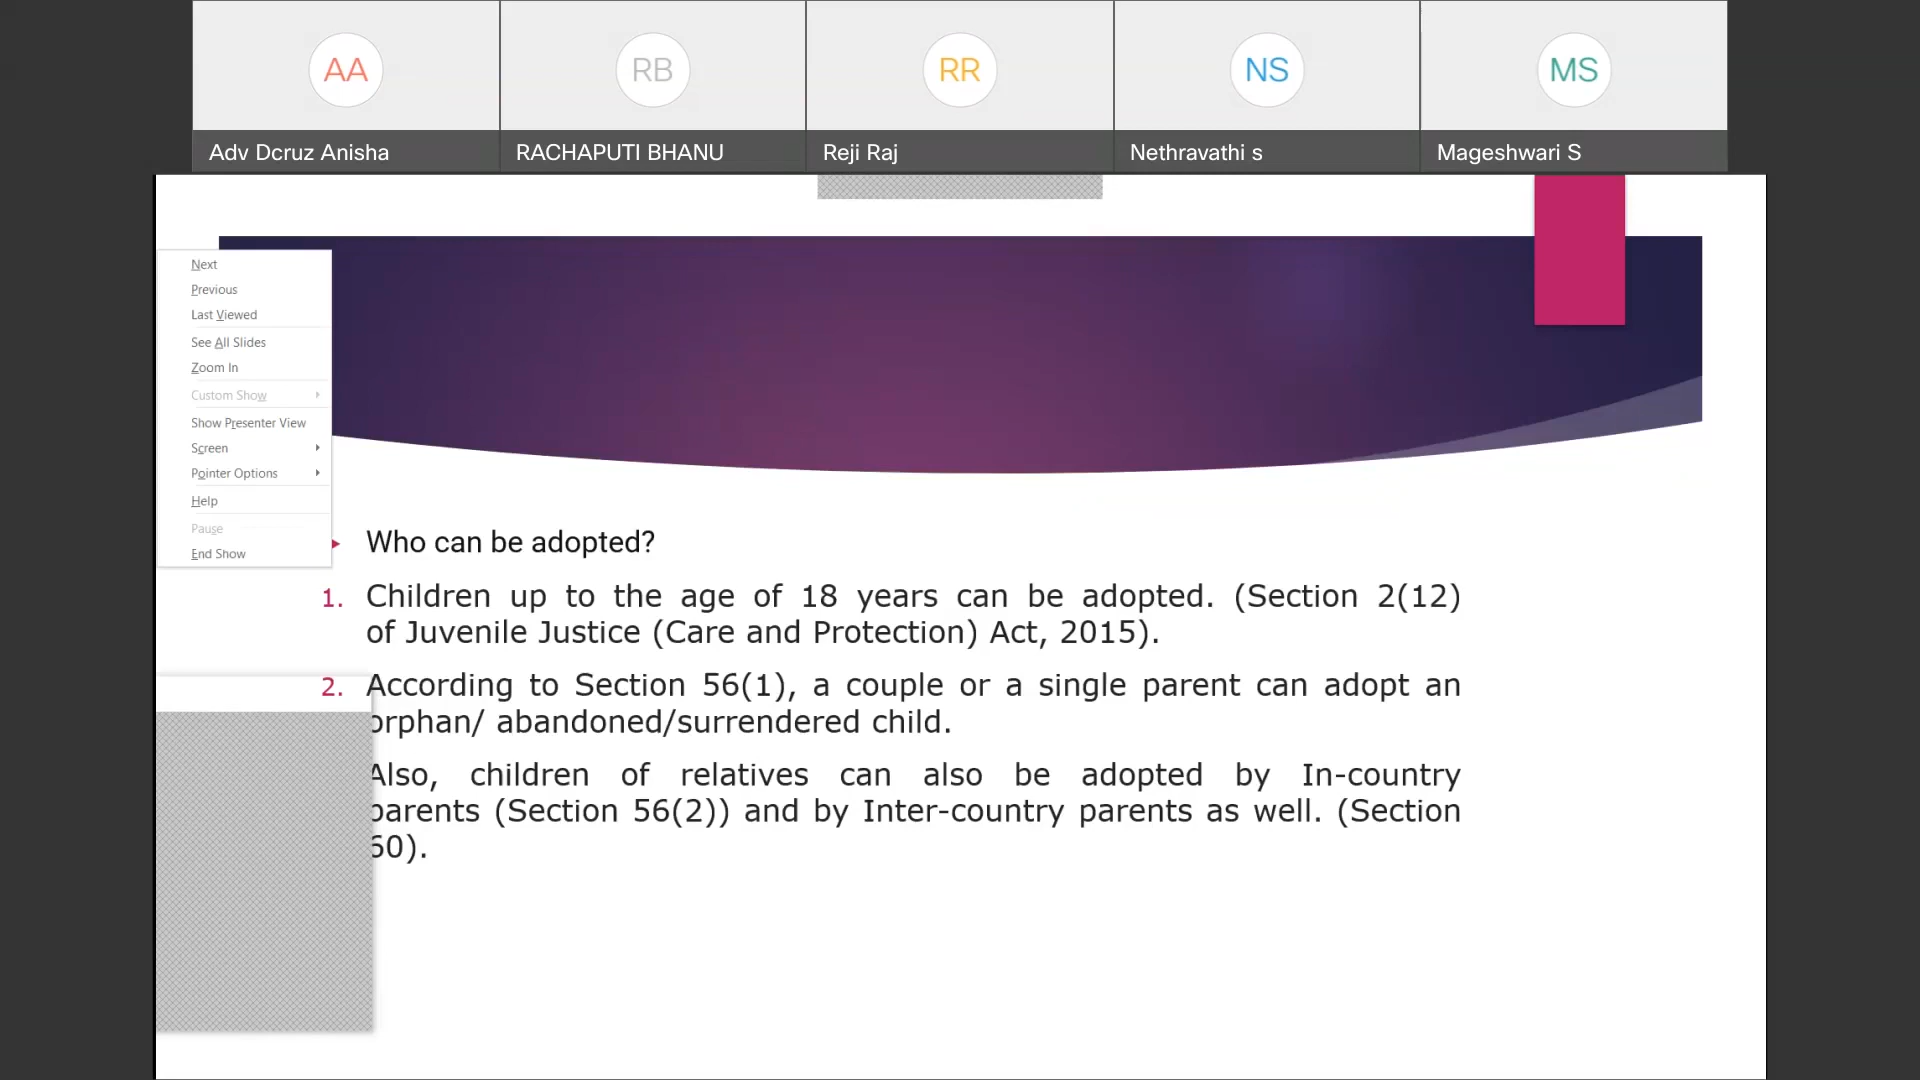 AA
RB
RR
NS
MS
Adv Dcruz Anisha
RACHAPUTI BHANU
Reji Raj
Nethravathi s
Mageshwari S
Next
Previous
Last Viewed
See All Slides
Zoom In
Custom Show
Show Presenter View
Screen
Pointer Options
Help
Pause
End Show
Who can be adopted?
1. Children up to the age of 18 years can be adopted. (Section 2(12)
of Juvenile Justice (Care and Protection) Act, 2015).
2. According to Section 56(1), a couple or a single parent can adopt an
orphan/ abandoned/surrendered child.
Also, children of relatives can also be adopted by In-country
parents (Section 56(2)) and by Inter-country parents as well. (Section
60).